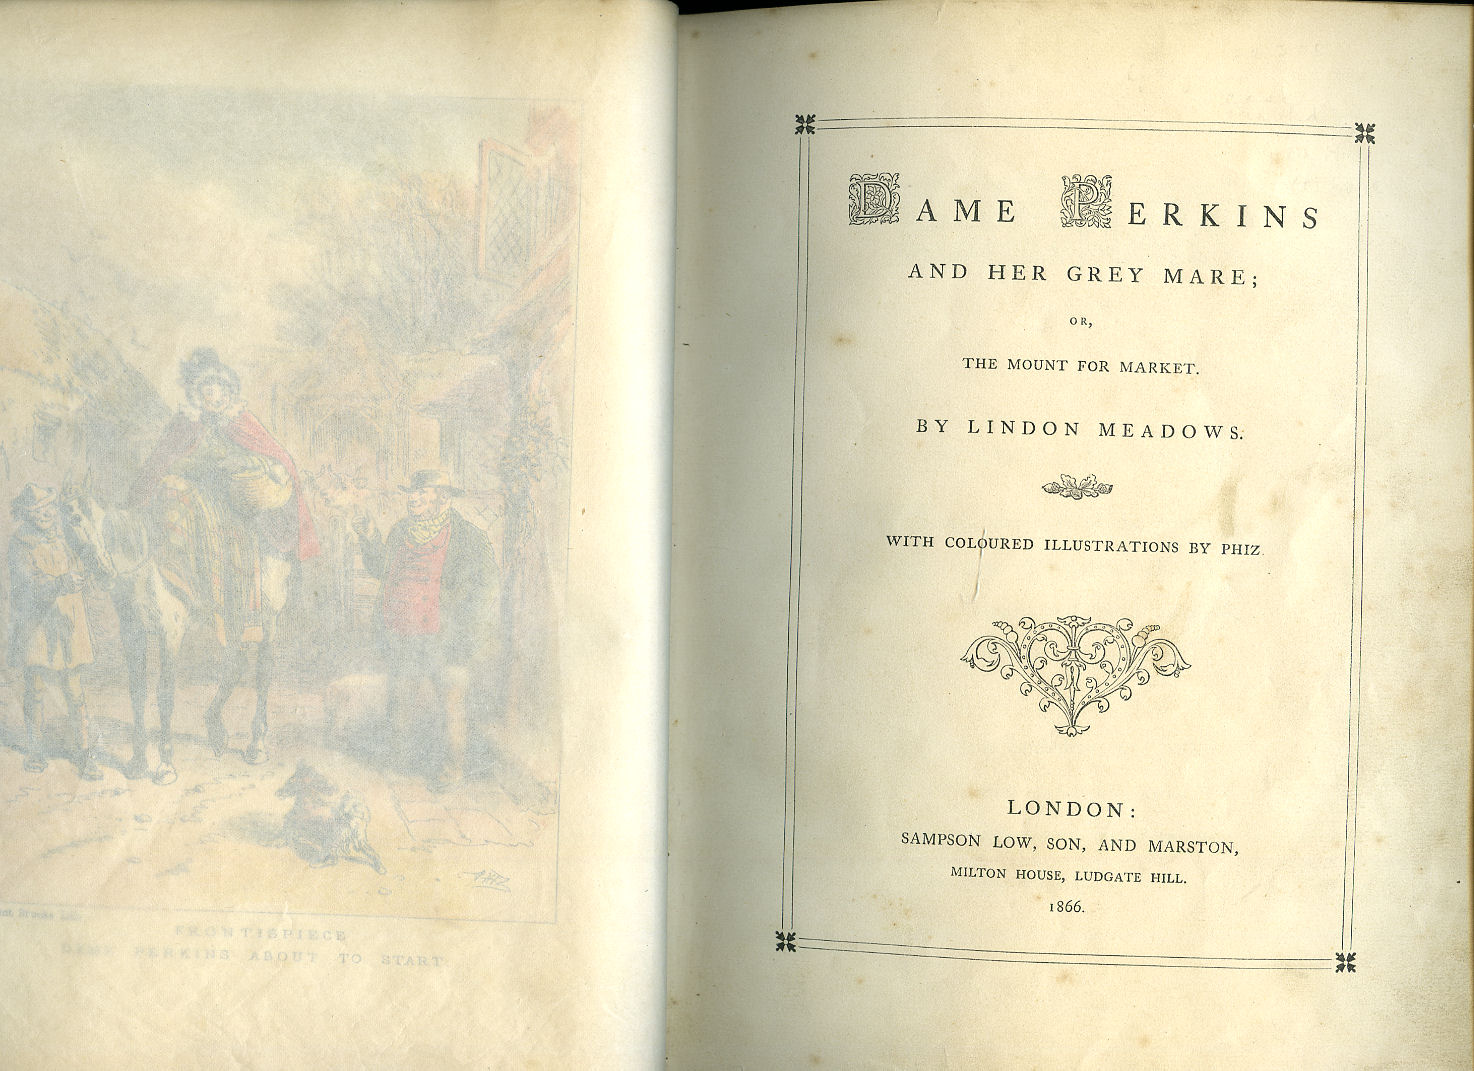 PHIZ
FRONTISPIECE
DAME PERKINS ABOUT TO START
DAME PERKINS
AND HER GREY MARE;
OR,
THE MOUNT FOR MARKET.
BY LINDON MEADOWS.
WITH COLOURED ILLUSTRATIONS BY PHIZ.
LONDON:
SAMPSON LOW, SON, AND MARSTON,
MILTON HOUSE, LUDGATE HILL.
1866.